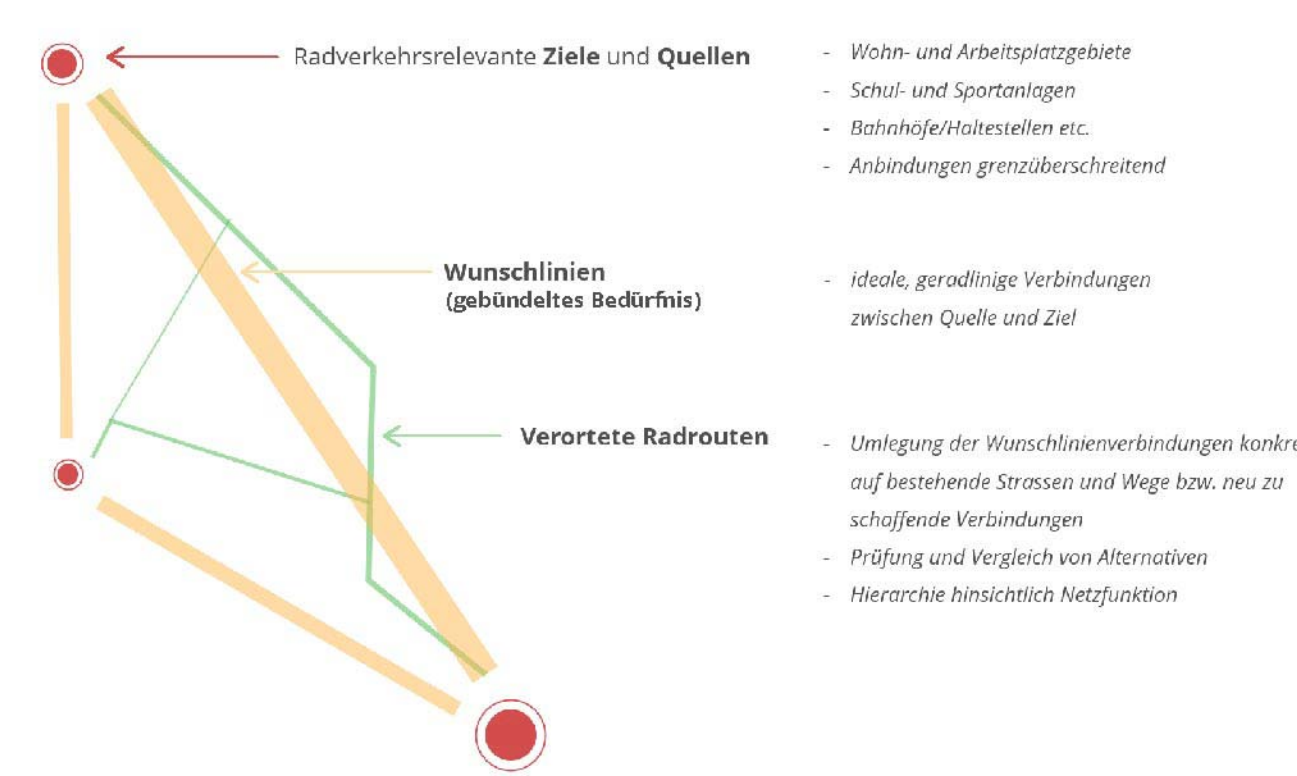 Radverkehrsrelevante Ziele und Quellen
- Wohn- und Arbeitsplatzgebiete
- Schul- und Sportanlagen
- Bahnhöfe/Haltestellen etc.
- Anbindungen grenzüberschreitend
Wunschlinien
(gebündeltes Bedürfnis)
- ideale, geradlinige Verbindungen
zwischen Quelle und Ziel
Verortete Radrouten
- Umlegung der Wunschlinienverbindungen konkre
auf bestehende Strassen und Wege bzw. neu zu
schaffende Verbindungen
- Prüfung und Vergleich von Alternativen
- Hierarchie hinsichtlich Netzfunktion